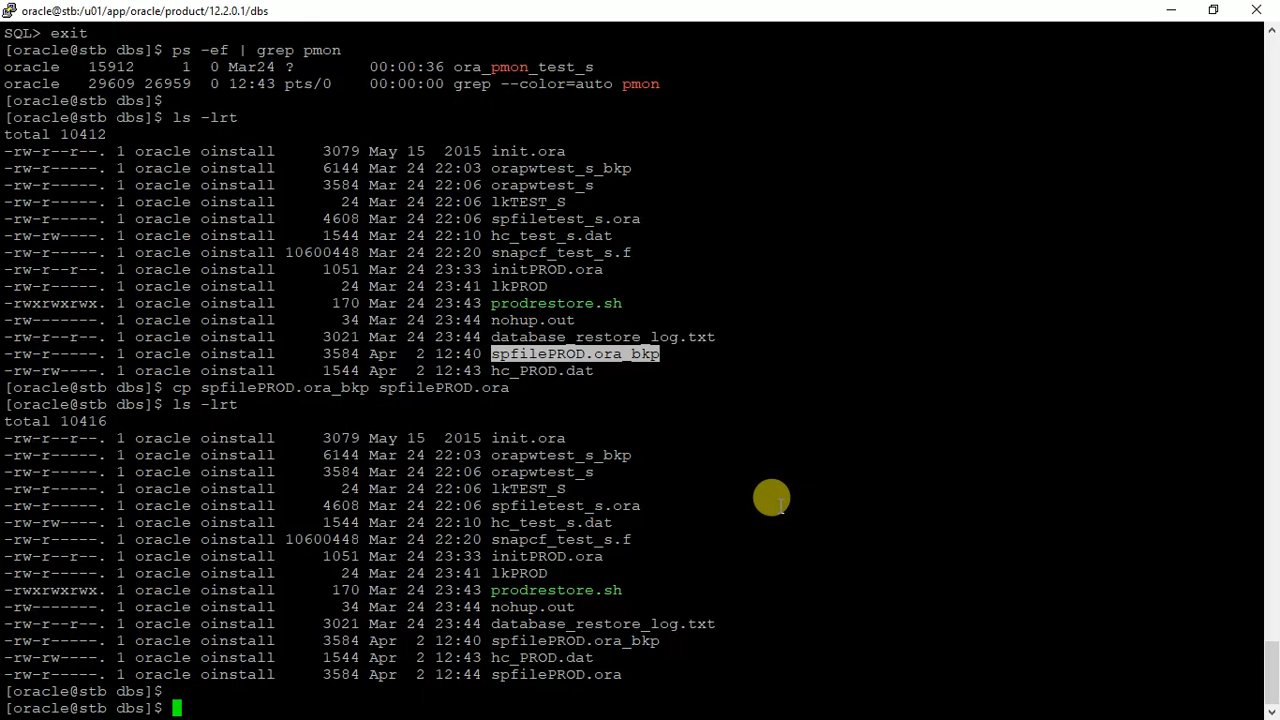 oracle@stb:/u01/app/oracle/product/12.2.0.1/dbs
SQL> exit
[oracle@stb dbs]$ ps -ef | grep pmon
oracle   15912     1  0 Mar24 ?        00:00:36 ora_pmon_test_s
oracle   29609 26959  0 12:43 pts/0    00:00:00 grep --color=auto pmon
[oracle@stb dbs]$
[oracle@stb dbs]$ ls -lrt
total 10412
-rw-r--r--. 1 oracle oinstall     3079 May 15  2015 init.ora
-rw-r-----. 1 oracle oinstall     6144 Mar 24 22:03 orapwtest_s_bkp
-rw-r-----. 1 oracle oinstall     3584 Mar 24 22:06 orapwtest_s
-rw-r-----. 1 oracle oinstall       24 Mar 24 22:06 lkTEST_S
-rw-r-----. 1 oracle oinstall     4608 Mar 24 22:06 spfiletest_s.ora
-rw-rw----. 1 oracle oinstall     1544 Mar 24 22:10 hc_test_s.dat
-rw-r-----. 1 oracle oinstall 10600448 Mar 24 22:20 snapcf_test_s.f
-rw-r--r--. 1 oracle oinstall     1051 Mar 24 23:33 initPROD.ora
-rw-r-----. 1 oracle oinstall       24 Mar 24 23:41 lkPROD
-rwxrwxrwx. 1 oracle oinstall      170 Mar 24 23:43 prodrestore.sh
-rw-------. 1 oracle oinstall       34 Mar 24 23:44 nohup.out
-rw-r--r--. 1 oracle oinstall     3021 Mar 24 23:44 database_restore_log.txt
-rw-r-----. 1 oracle oinstall     3584 Apr  2 12:40 spfilePROD.ora_bkp
-rw-rw----. 1 oracle oinstall     1544 Apr  2 12:43 hc_PROD.dat
[oracle@stb dbs]$ cp spfilePROD.ora_bkp spfilePROD.ora
[oracle@stb dbs]$ ls -lrt
total 10416
-rw-r--r--. 1 oracle oinstall     3079 May 15  2015 init.ora
-rw-r-----. 1 oracle oinstall     6144 Mar 24 22:03 orapwtest_s_bkp
-rw-r-----. 1 oracle oinstall     3584 Mar 24 22:06 orapwtest_s
-rw-r-----. 1 oracle oinstall       24 Mar 24 22:06 lkTEST_S
-rw-r-----. 1 oracle oinstall     4608 Mar 24 22:06 spfiletest_s.ora
-rw-rw----. 1 oracle oinstall     1544 Mar 24 22:10 hc_test_s.dat
-rw-r-----. 1 oracle oinstall 10600448 Mar 24 22:20 snapcf_test_s.f
-rw-r--r--. 1 oracle oinstall     1051 Mar 24 23:33 initPROD.ora
-rw-r-----. 1 oracle oinstall       24 Mar 24 23:41 lkPROD
-rwxrwxrwx. 1 oracle oinstall      170 Mar 24 23:43 prodrestore.sh
-rw-------. 1 oracle oinstall       34 Mar 24 23:44 nohup.out
-rw-r--r--. 1 oracle oinstall     3021 Mar 24 23:44 database_restore_log.txt
-rw-r-----. 1 oracle oinstall     3584 Apr  2 12:40 spfilePROD.ora_bkp
-rw-rw----. 1 oracle oinstall     1544 Apr  2 12:43 hc_PROD.dat
-rw-r-----. 1 oracle oinstall     3584 Apr  2 12:44 spfilePROD.ora
[oracle@stb dbs]$
[oracle@stb dbs]$